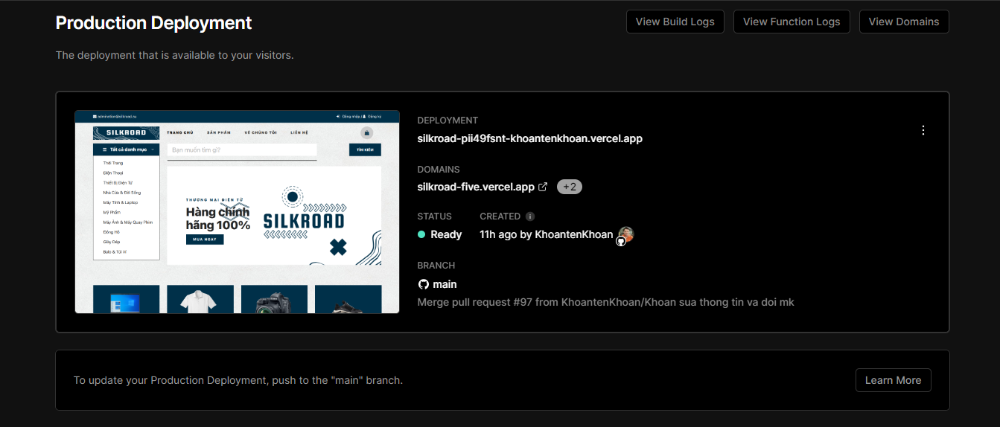 Production Deployment
View Build Logs
View Function Logs
View Domains
The deployment that is available to your visitors.
Đăng nhập / Đăng ký
SILKROAD
TRANG CHỦ
SẢN PHẨM
VỀ CHÚNG TÔI
LIÊN HỆ
Tất cả danh mục
Bạn muốn tìm gì?
TÌM KIẾM
Thời Trang
Điện Thoại
Thiết Bị Điện Tử
Nhà Cửa & Đời Sống
Máy Tính & Laptop
Mỹ Phẩm
Máy Ảnh & Máy Quay Phim
Đồng Hồ
Giày Dép
Balo & Túi Ví
THƯƠNG MẠI ĐIỆN TỬ
Hàng chính
hãng 100%
MUA NGAY
SILKROAD
DEPLOYMENT
silkroad-pii49fsnt-khoantenkhoan.vercel.app
DOMAINS
silkroad-five.vercel.app +2
STATUS
CREATED
Ready
11h ago by KhoantenKhoan
BRANCH
main
Merge pull request #97 from KhoantenKhoan/Khoan sua thong tin va doi mk
To update your Production Deployment, push to the "main" branch.
Learn More